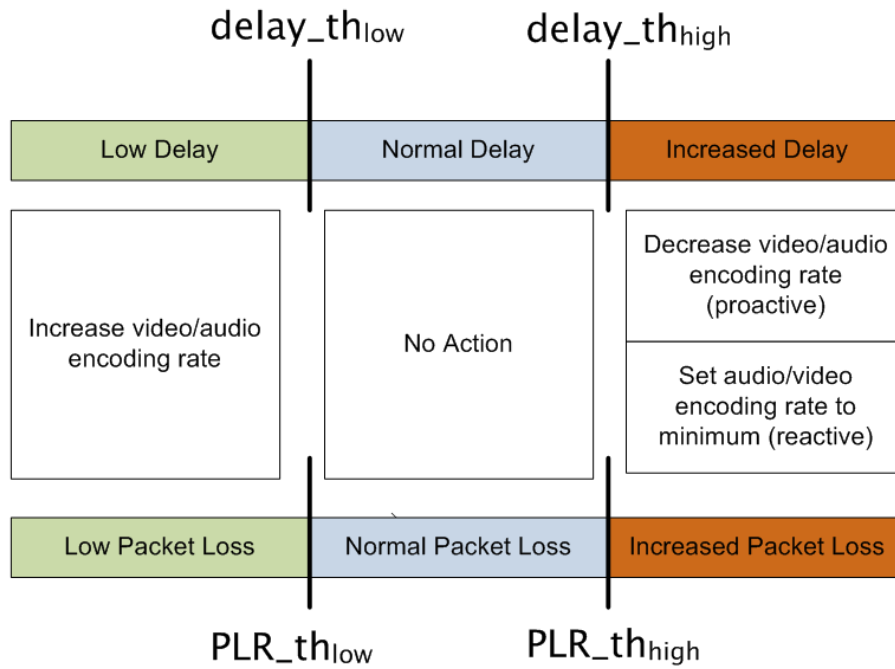 delay_thlow
delay_thhigh
Low Delay
Normal Delay
Increased Delay
Increase video/audio
encoding rate
No Action
Decrease video/audio
encoding rate
(proactive)
Set audio/video
encoding rate to
minimum (reactive)
Low Packet Loss
Normal Packet Loss
Increased Packet Loss
PLR_thlow
PLR_thhigh